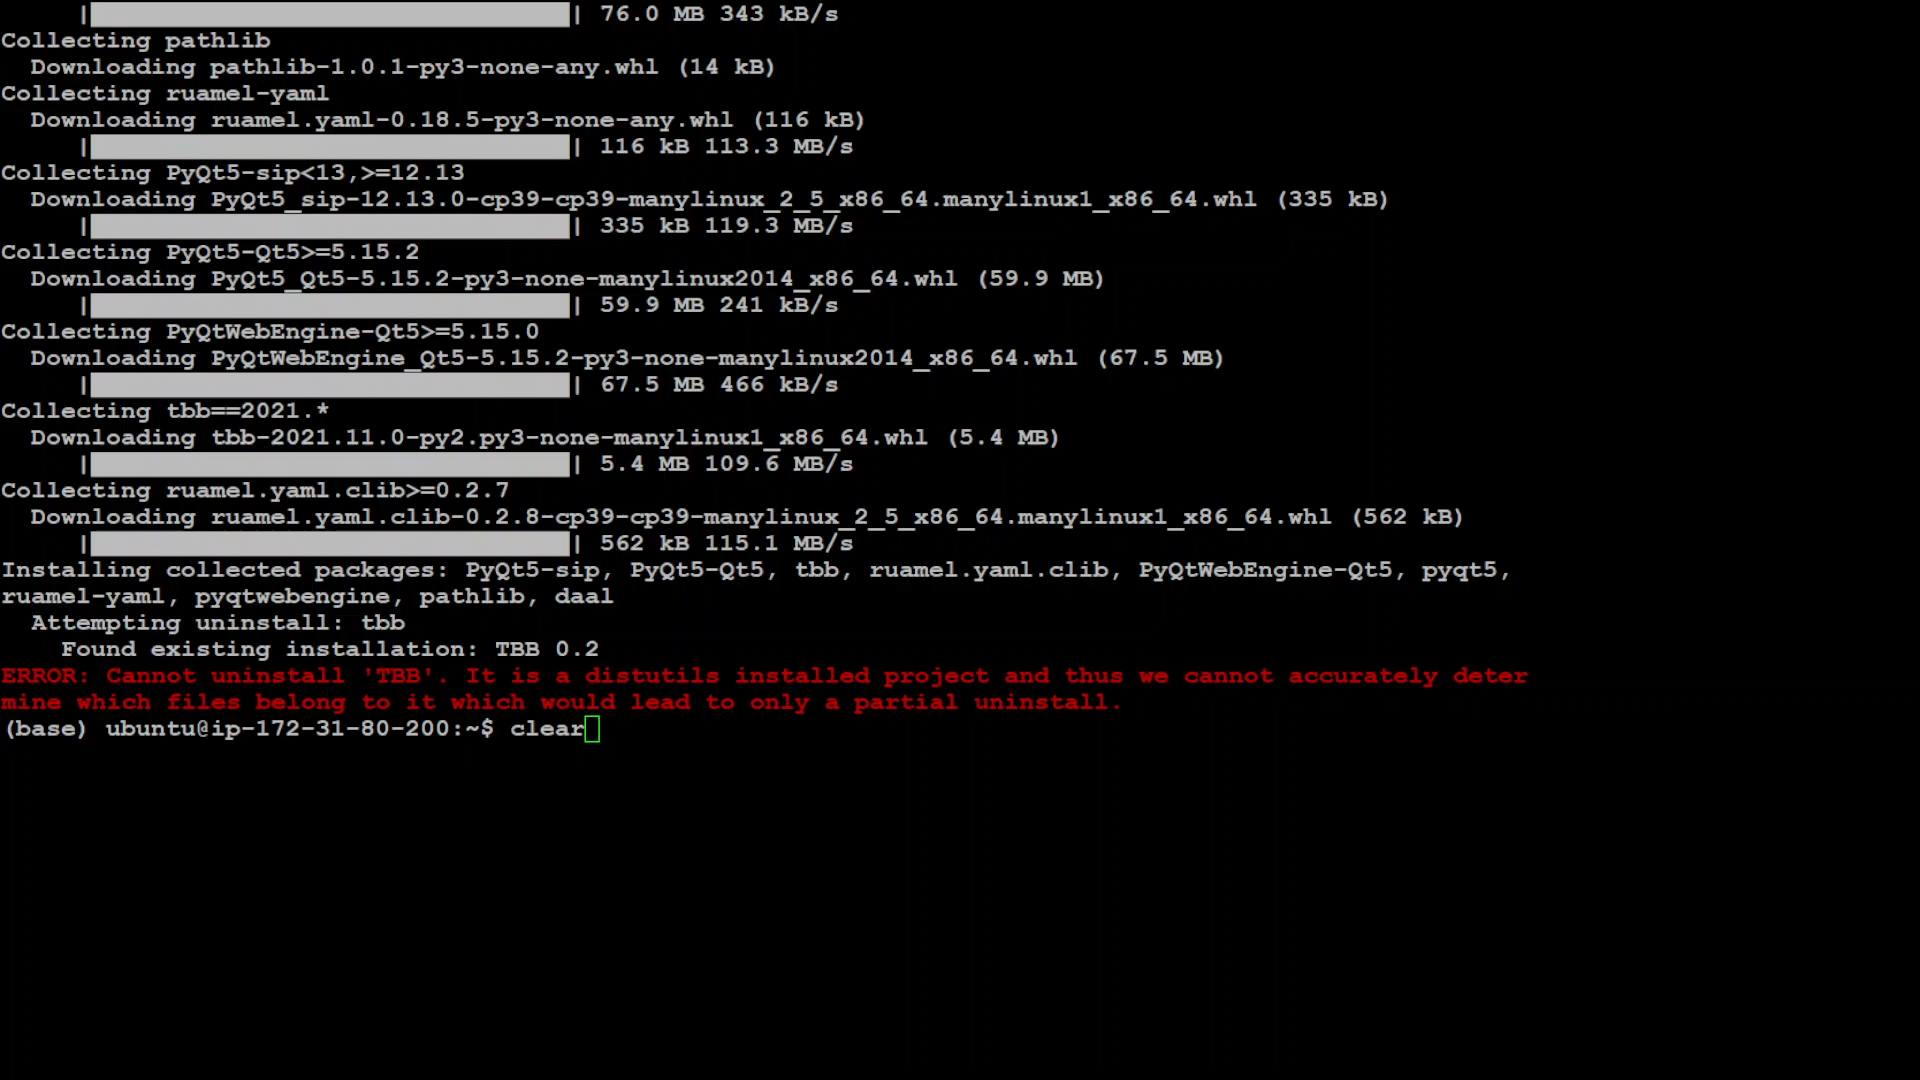 |██████████| 76.0 MB 343 kB/s
Collecting pathlib
Downloading pathlib-1.0.1-py3-none-any.whl (14 kB)
Collecting ruamel-yaml
Downloading ruamel.yaml-0.18.5-py3-none-any.whl (116 kB)
|██████████| 116 kB 113.3 MB/s
Collecting PyQt5-sip<13,>=12.13
Downloading PyQt5_sip-12.13.0-cp39-cp39-manylinux_2_5_x86_64.manylinux1_x86_64.whl (335 kB)
|██████████| 335 kB 119.3 MB/s
Collecting PyQt5-Qt5>=5.15.2
Downloading PyQt5_Qt5-5.15.2-py3-none-manylinux2014_x86_64.whl (59.9 MB)
|██████████| 59.9 MB 241 kB/s
Collecting PyQtWebEngine-Qt5>=5.15.0
Downloading PyQtWebEngine_Qt5-5.15.2-py3-none-manylinux2014_x86_64.whl (67.5 MB)
|██████████| 67.5 MB 466 kB/s
Collecting tbb==2021.*
Downloading tbb-2021.11.0-py2.py3-none-manylinux1_x86_64.whl (5.4 MB)
|██████████| 5.4 MB 109.6 MB/s
Collecting ruamel.yaml.clib>=0.2.7
Downloading ruamel.yaml.clib-0.2.8-cp39-cp39-manylinux_2_5_x86_64.manylinux1_x86_64.whl (562 kB)
|██████████| 562 kB 115.1 MB/s
Installing collected packages: PyQt5-sip, PyQt5-Qt5, tbb, ruamel.yaml.clib, PyQtWebEngine-Qt5, pyqt5,
ruamel-yaml, pyqtwebengine, pathlib, daal
Attempting uninstall: tbb
Found existing installation: TBB 0.2
ERROR: Cannot uninstall 'TBB'. It is a distutils installed project and thus we cannot accurately deter
mine which files belong to it which would lead to only a partial uninstall.
(base) ubuntu@ip-172-31-80-200:~$ clear